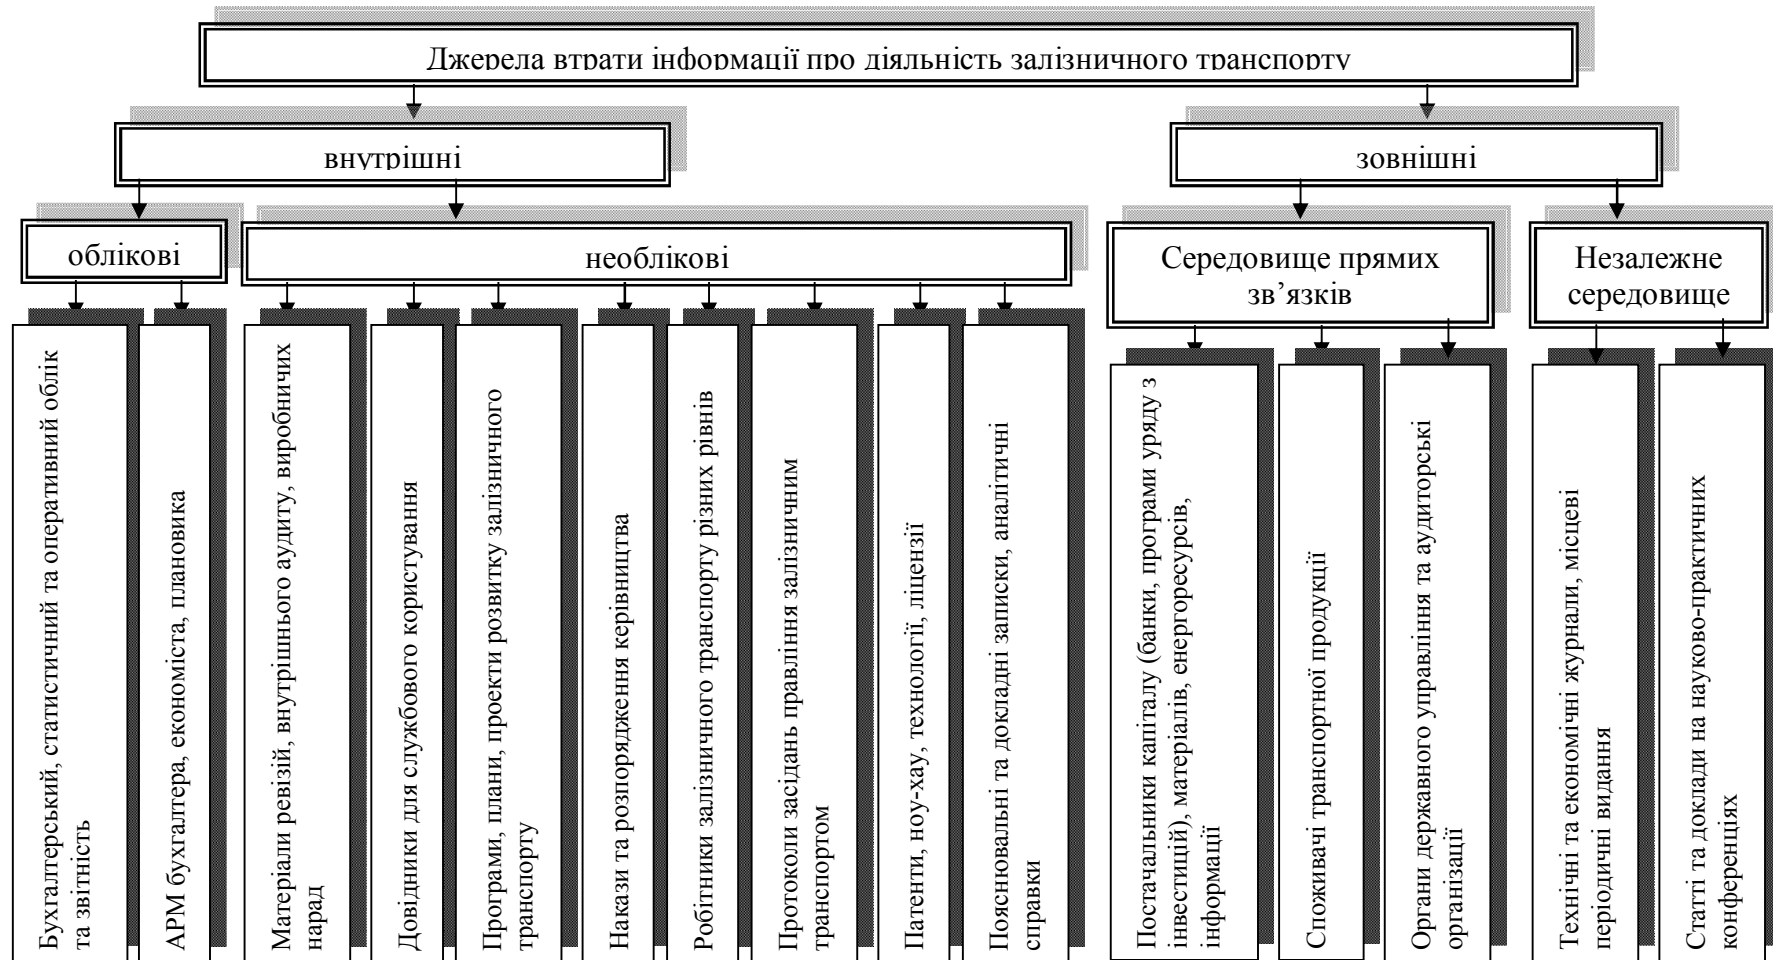 Джерела втрати інформації про діяльність залізничного транспорту
внутрішні
зовнішні
облікові
необлікові
Середовище прямих
зв’язків
Незалежне
середовище
Бухгалтерський, статистичний та оперативний облік
та звітність
АРМ бухгалтера, економіста, плановика
Матеріали ревізій, внутрішнього аудиту, виробничих
нарад
Довідники для службового користування
Програми, плани, проекти розвитку залізничного
транспорту
Накази та розпорядження керівництва
Робітники залізничного транспорту різних рівнів
Протоколи засідань правління залізничним
транспортом
Патенти, ноу-хау, технології, ліцензії
Пояснювальні та докладні записки, аналітичні
справки
Постачальники капіталу (банки, програми уряду з
інвестицій), матеріалів, енергоресурсів,
інформації
Споживачі транспортної продукції
Органи державного управління та аудиторські
організації
Технічні та економічні журнали, місцеві
періодичні видання
Статті та доклади на науково-практичних
конференціях